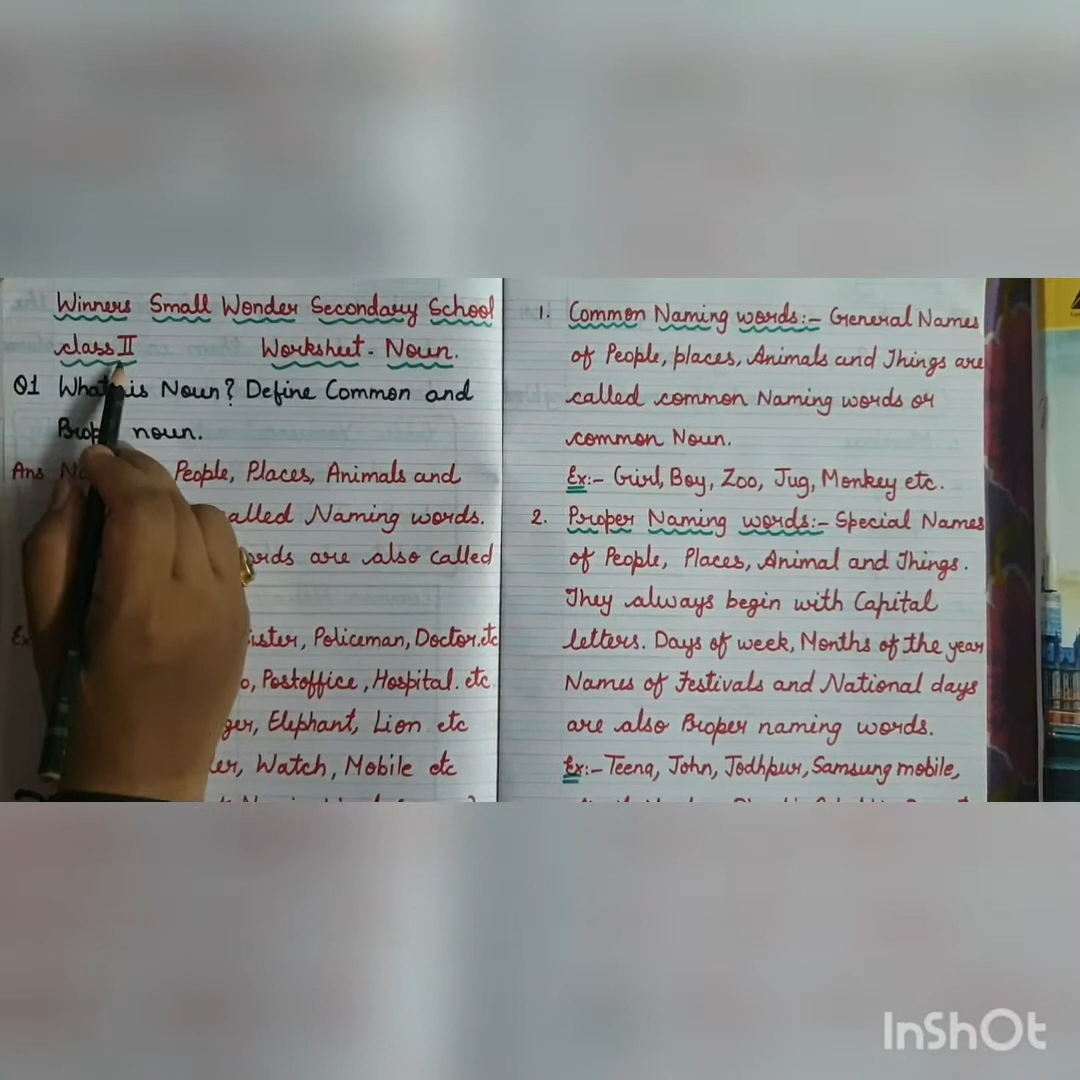 Winners Small Wonder Secondary School
class II Worksheet - Noun.
Q1 What is Noun? Define Common and
Proper noun.
Ans People, Places, Animals and
called Naming words.
are also called
Policeman, Doctor.etc
Postoffice, Hospital. etc
Elephant, Lion etc
Watch, Mobile etc
1. Common Naming words:- General Names
of People, places, Animals and Things are
called common Naming words or
common Noun.
Ex:- Girl, Boy, Zoo, Jug, Monkey etc.
2. Proper Naming words:- Special Names
of People, Places, Animal and Things.
They always begin with Capital
letters. Days of week, Months of the year
Names of Festivals and National days
are also Proper naming words.
Ex:- Teena, John, Jodhpur, Samsung mobile,
InShOt